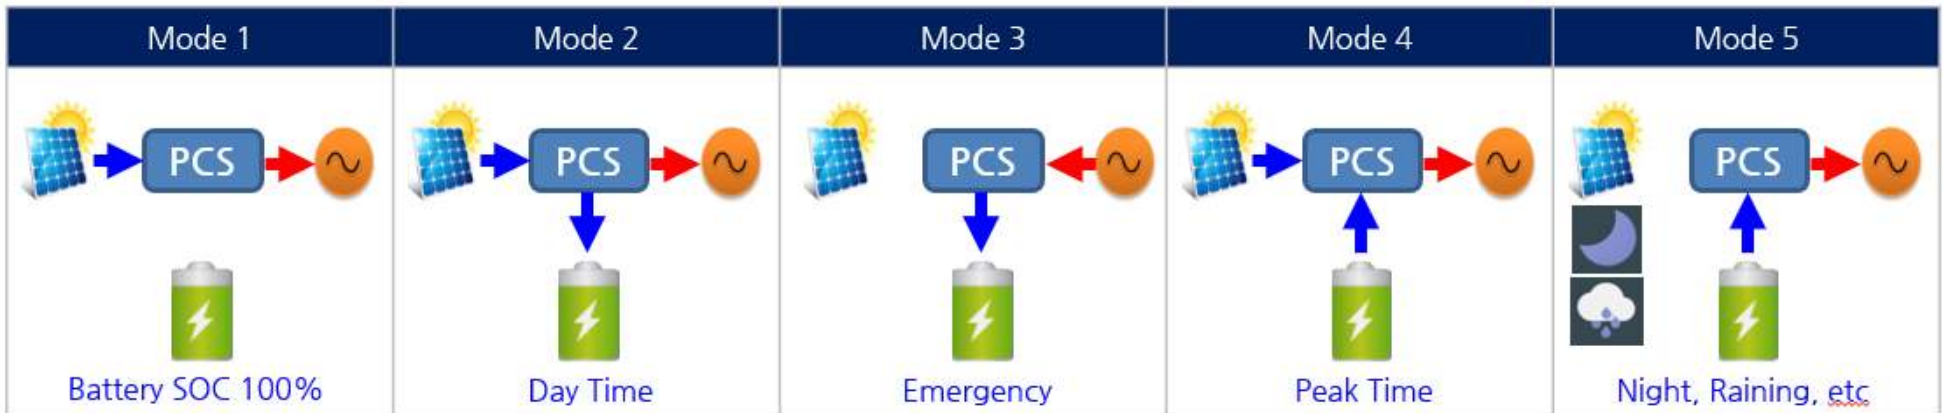 Mode 1 Mode 2 Mode 3 Mode 4 Mode 5
PCS PCS PCS PCS PCS
Battery SOC 100% Day Time Emergency Peak Time Night, Raining, etc